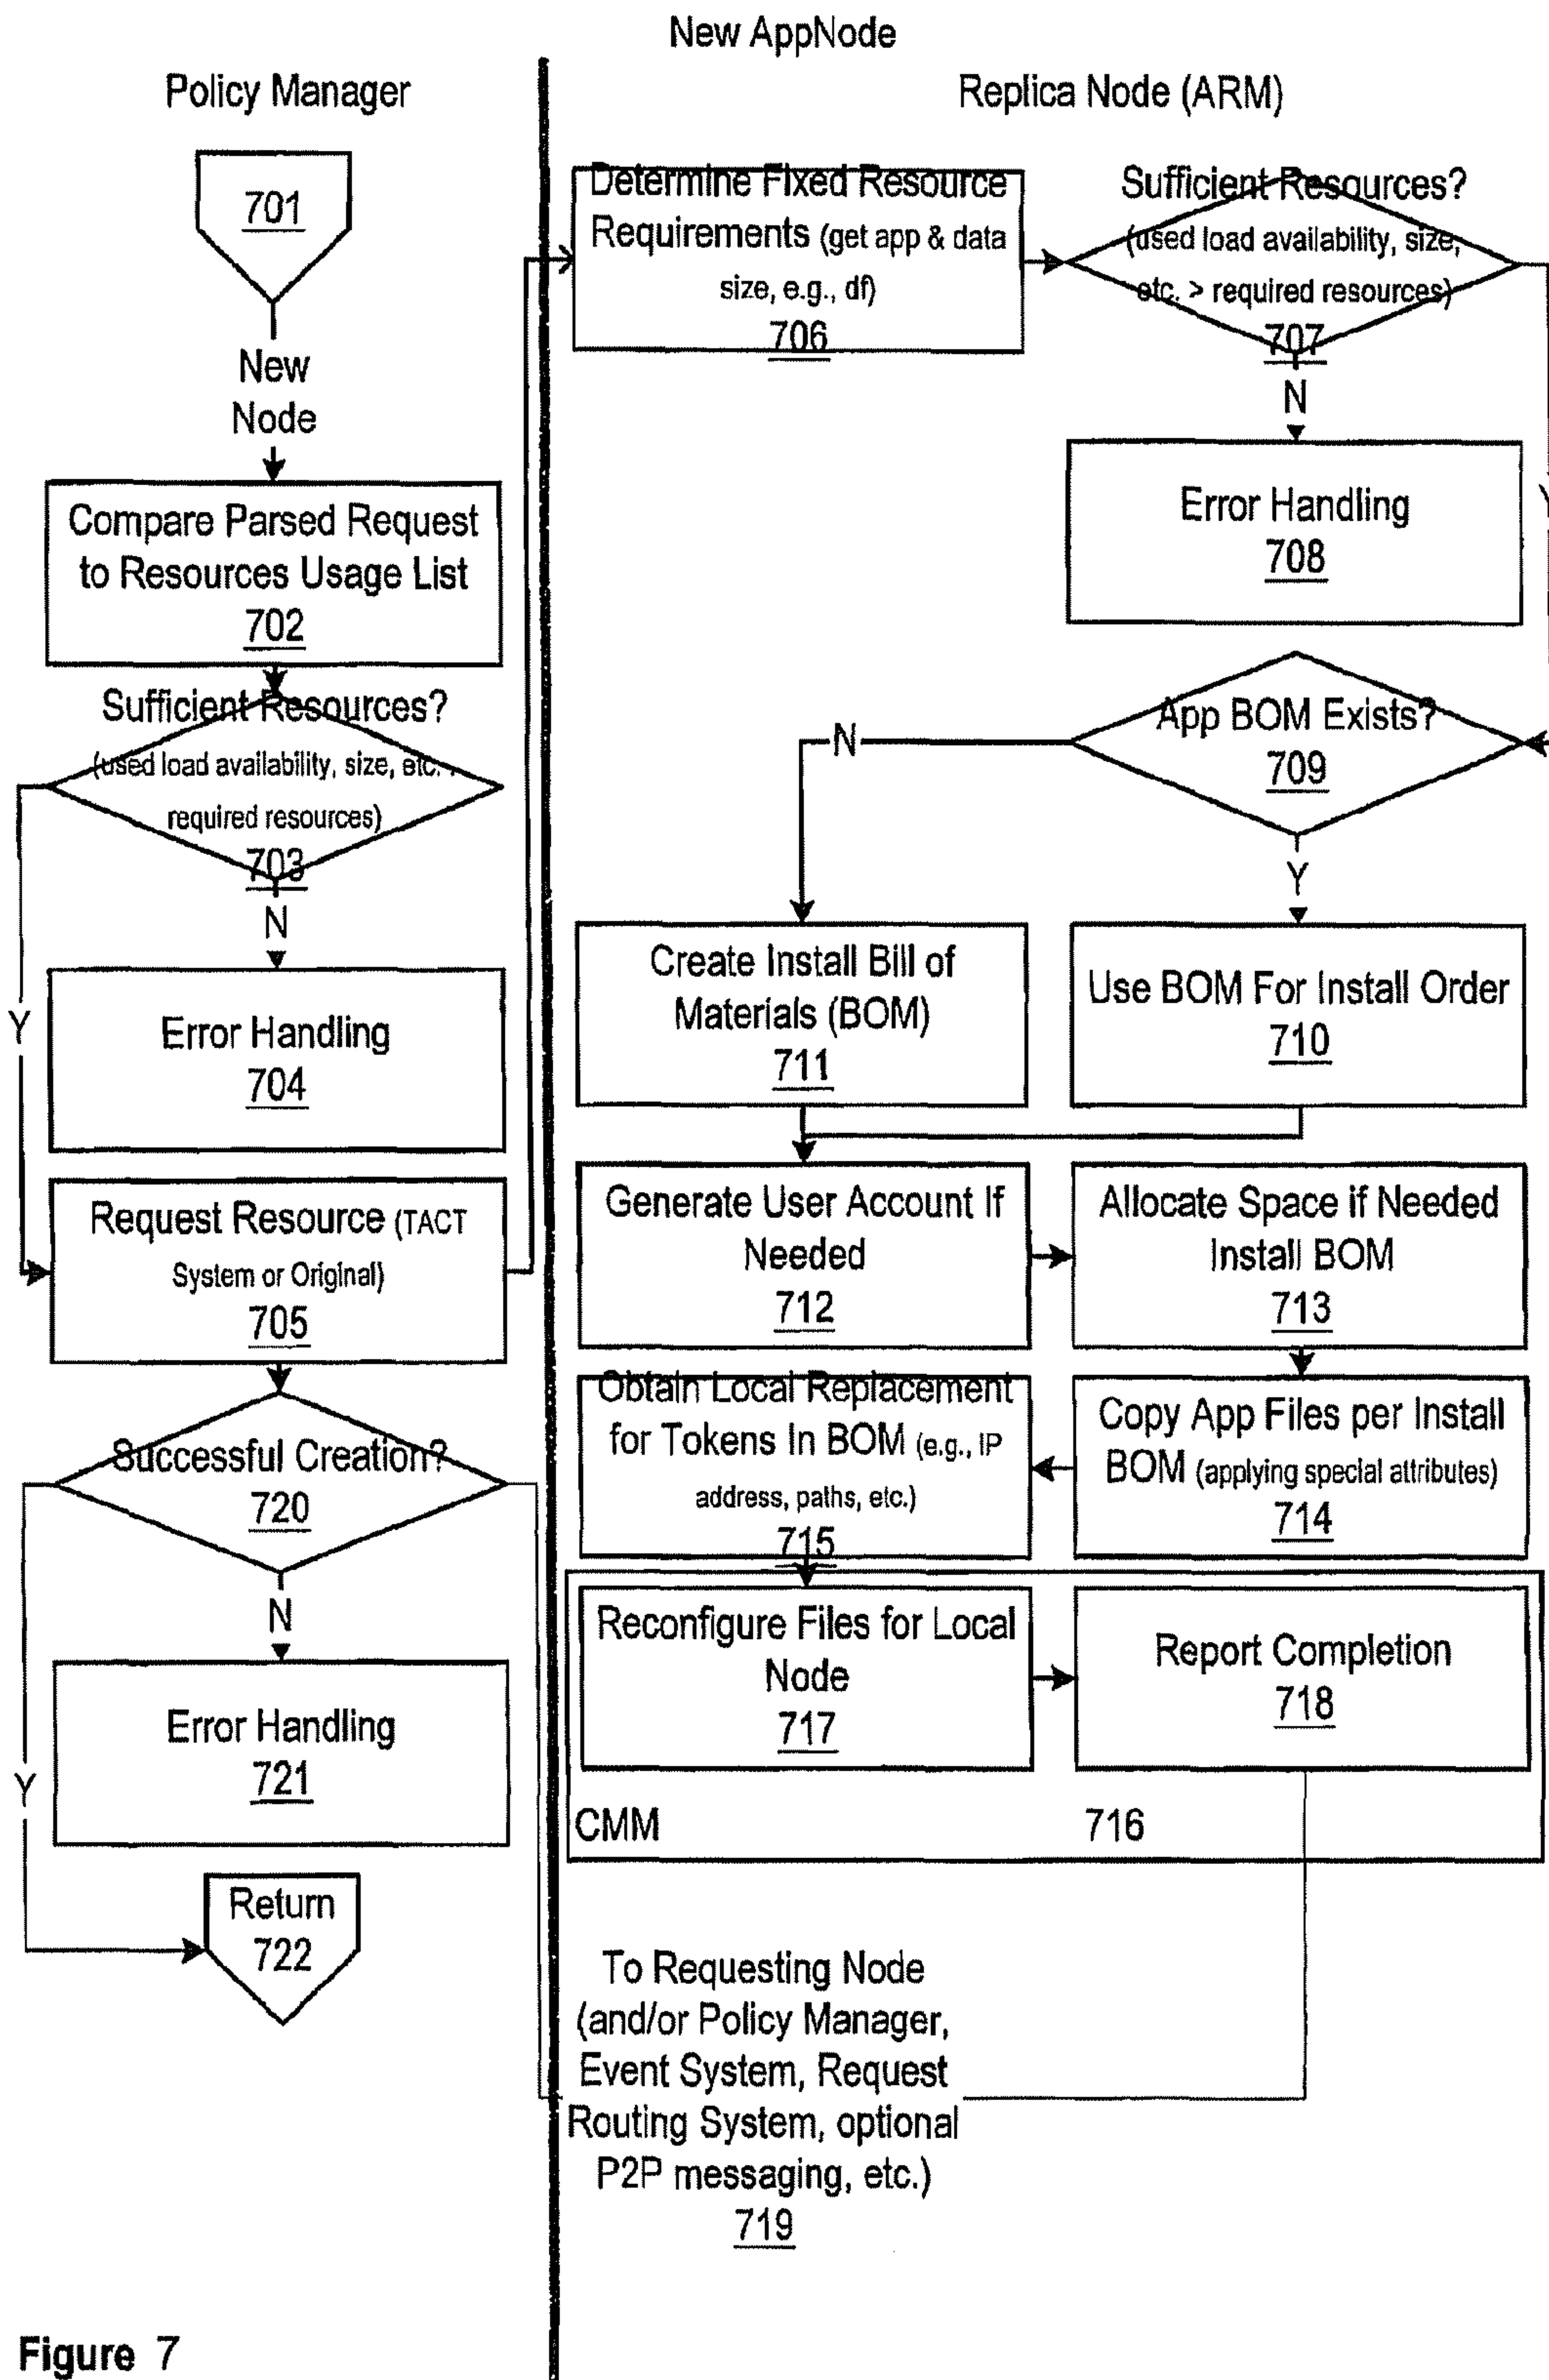 New AppNode
Policy Manager
Replica Node (ARM)
701
New
Node
Compare Parsed Request
to Resources Usage List
702
Sufficient Resources?
(used load availability, size, etc.
required resources)
703
N
Y
Error Handling
704
Request Resource (TACT
System or Original)
705
Successful Creation?
720
N
Y
Error Handling
721
Return
722
Determine Fixed Resource
Requirements (get app & data
size, e.g., df)
706
Sufficient Resources?
(used load availability, size,
etc. > required resources)
707
N
Y
Error Handling
708
App BOM Exists?
709
N
Y
Create Install Bill of
Materials (BOM)
711
Use BOM For Install Order
710
Generate User Account If
Needed
712
Allocate Space if Needed
Install BOM
713
Obtain Local Replacement
for Tokens In BOM (e.g., IP
address, paths, etc.)
715
Copy App Files per Install
BOM (applying special attributes)
714
Reconfigure Files for Local
Node
717
Report Completion
718
CMM
716
To Requesting Node
(and/or Policy Manager,
Event System, Request
Routing System, optional
P2P messaging, etc.)
719
Figure 7